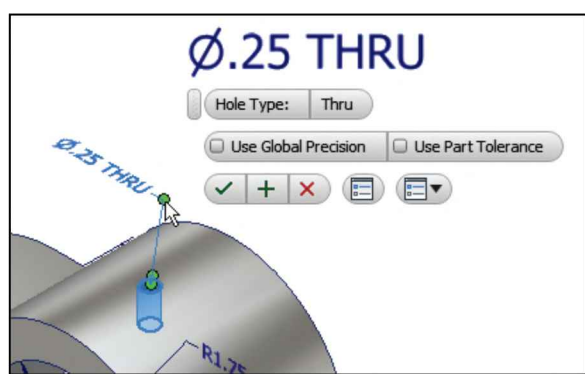 Ø.25 THRU
Hole Type: Thru
Use Global Precision Use Part Tolerance
Ø.25 THRU
R1.75